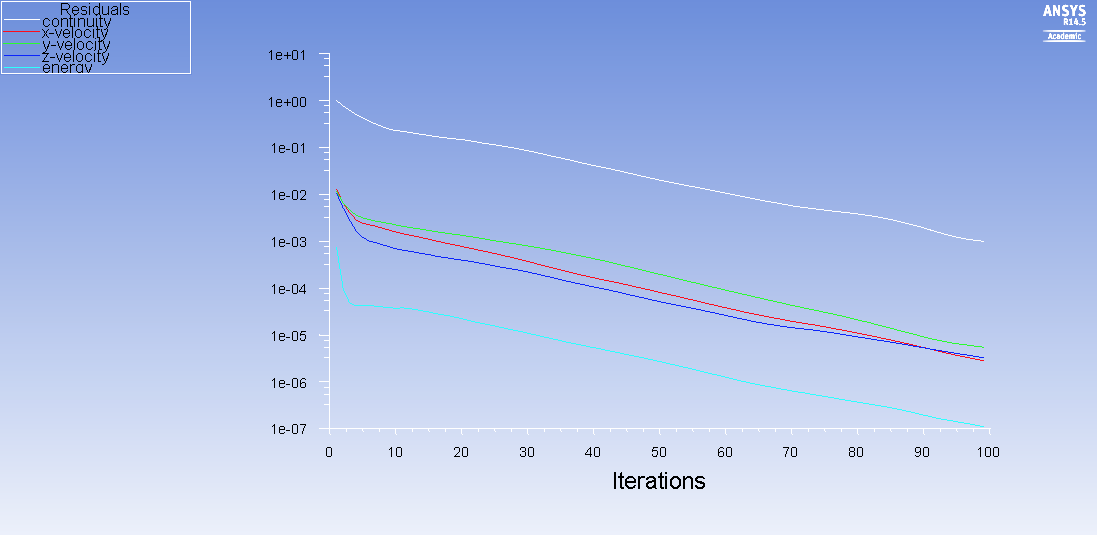 Residuals
continuity
x-velocity
y-velocity
z-velocity
energy
ANSYS
R14.5
Academic
1e+01
1e+00
1e-01
1e-02
1e-03
1e-04
1e-05
1e-06
1e-07
0 10 20 30 40 50 60 70 80 90 100
Iterations